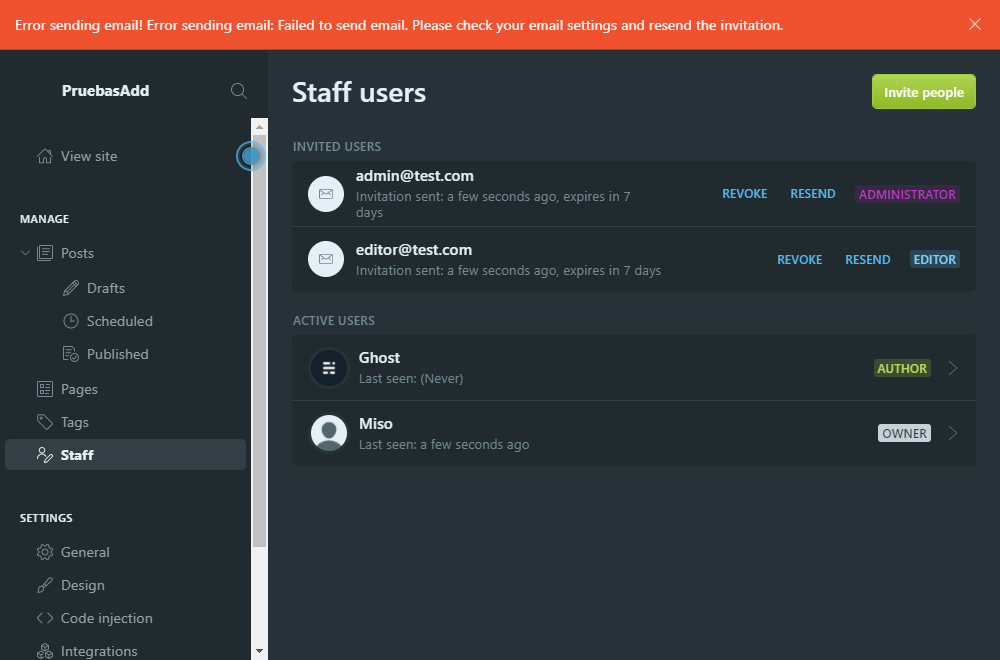 Error sending email! Error sending email: Failed to send email. Please check your email settings and resend the invitation.
PruebasAdd
View site
MANAGE
Posts
Drafts
Scheduled
Published
Pages
Tags
Staff
SETTINGS
General
Design
Code injection
Integrations
Staff users
Invite people
INVITED USERS
admin@test.com
Invitation sent: a few seconds ago, expires in 7
days
REVOKE RESEND ADMINISTRATOR
editor@test.com
Invitation sent: a few seconds ago, expires in 7 days
REVOKE RESEND EDITOR
ACTIVE USERS
Ghost
Last seen: (Never)
AUTHOR
Miso
Last seen: a few seconds ago
OWNER